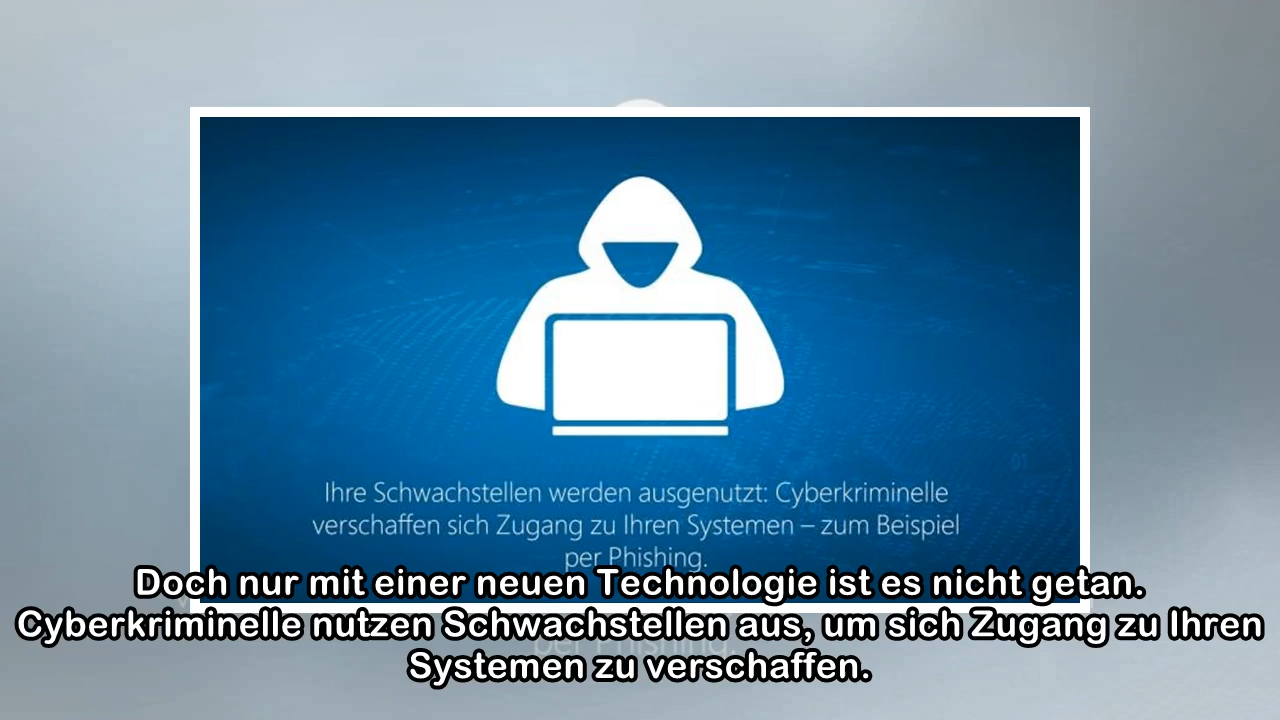 Ihre Schwachstellen werden ausgenutzt: Cyberkriminelle
verschaffen sich Zugang zu Ihren Systemen – zum Beispiel
per Phishing.
Doch nur mit einer neuen Technologie ist es nicht getan.
Cyberkriminelle nutzen Schwachstellen aus, um sich Zugang zu Ihren
Systemen zu verschaffen.